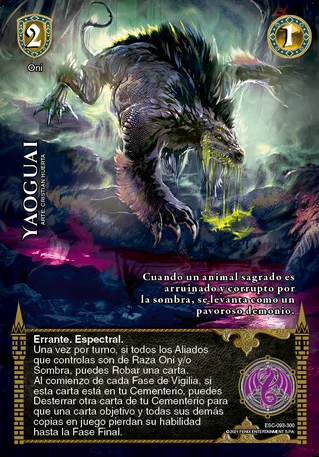 2
1
Oni
YAOGUAI
ARTE: CRISTIAN HUERTA
Cuando un animal sagrado es
arruinado y corrupto por
la sombra, se levanta como un
pavoroso demonio.
Errante. Espectral.
Una vez por turno, si todos los Aliados
que controlas son de Raza Oni y/o
Sombra, puedes Robar una carta.
Al comienzo de cada Fase de Vigilia, si
esta carta está en tu Cementerio, puedes
Desterrar otra carta de tu Cementerio para
que una carta objetivo y todas sus demás
copias en juego pierdan su habilidad
hasta la Fase Final.
ESC-093-300
©2021 FENIX ENTERTAINMENT S.P.A.